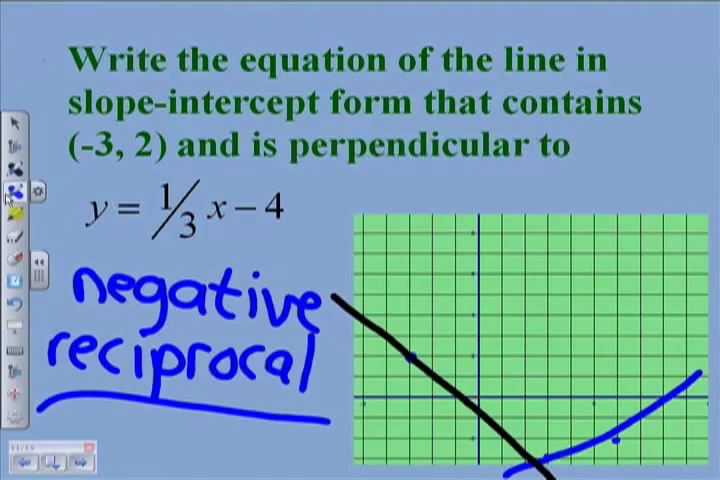 Write the equation of the line in
slope-intercept form that contains
(-3, 2) and is perpendicular to
y = 1/3 x - 4
negative
reciprocal